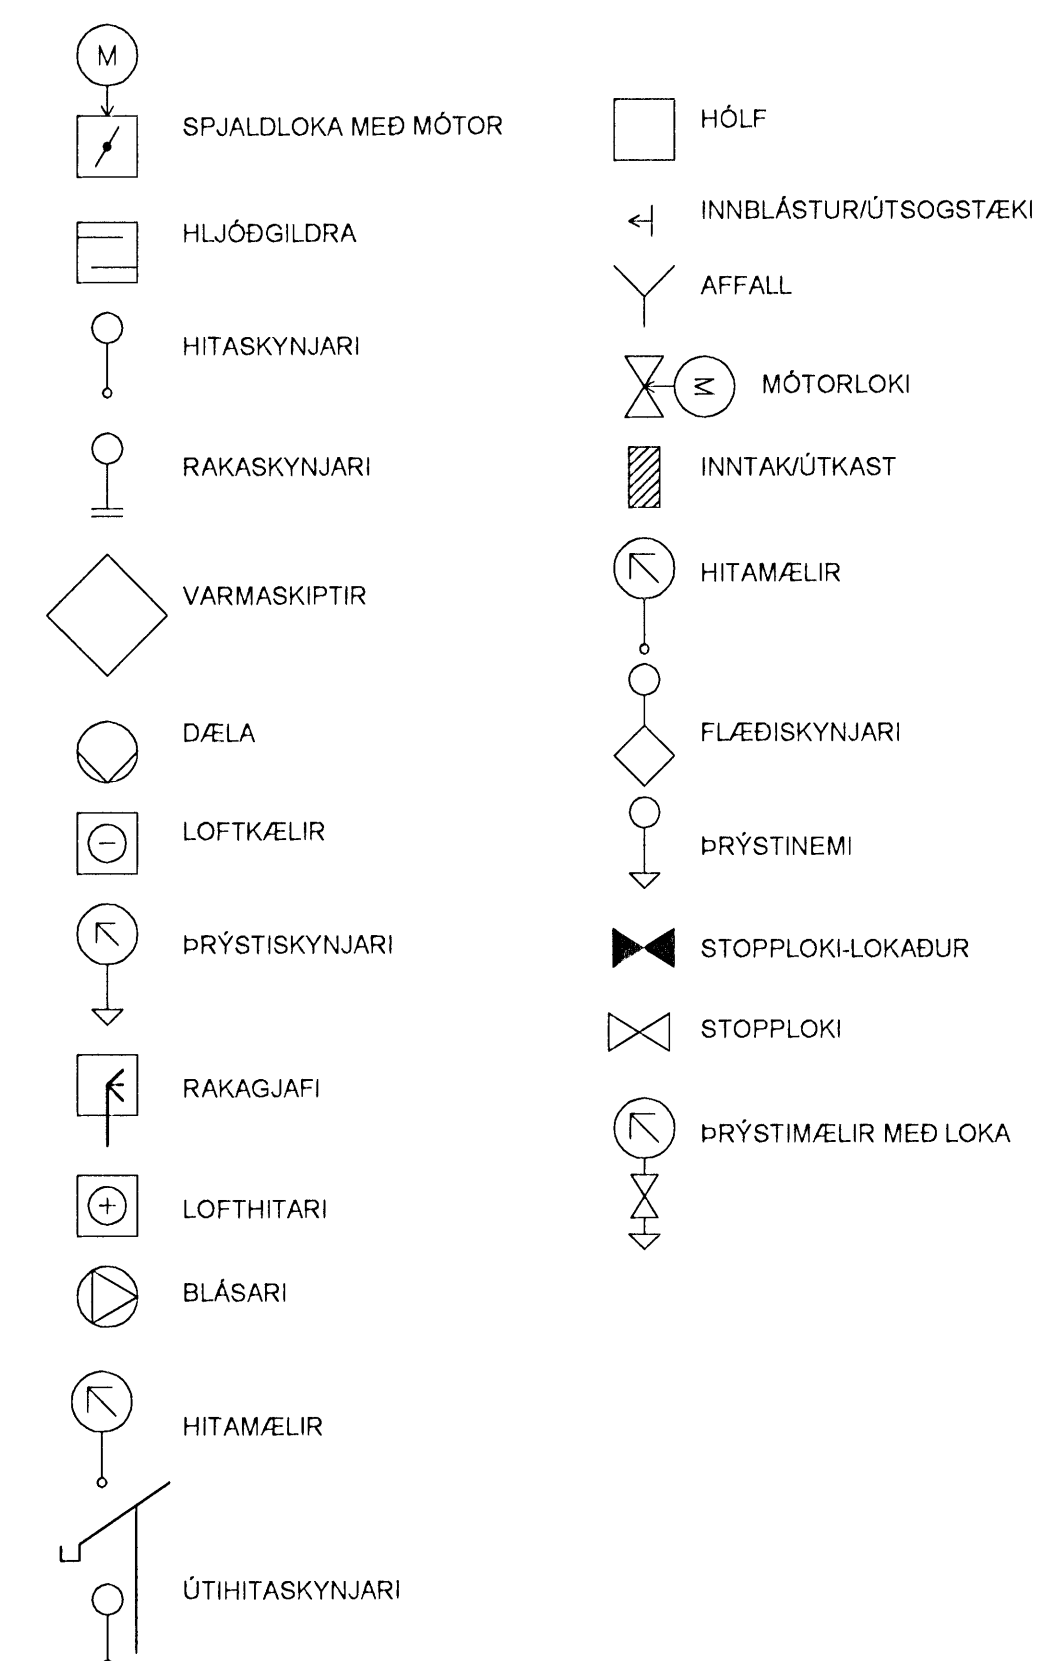 M
SPJALDLOKA MEÐ MÓTOR
HLJÓÐGILDRA
HITASKYNJARI
RAKASKYNJARI
VARMASKIPTIR
DÆLA
LOFTKÆLIR
ÞRÝSTISKYNJARI
RAKAGJAFI
LOFTHITARI
BLÁSARI
HITAMÆLIR
ÚTIHITASKYNJARI
HÓLF
INNBLÁSTUR/ÚTSOGSTÆKI
AFFALL
M
MÓTORLOKI
INNTAK/ÚTKAST
HITAMÆLIR
FLÆÐISKYNJARI
ÞRÝSTINEMI
STOPPLOKI-LOKAÐUR
STOPPLOKI
ÞRÝSTIMÆLIR MEÐ LOKA